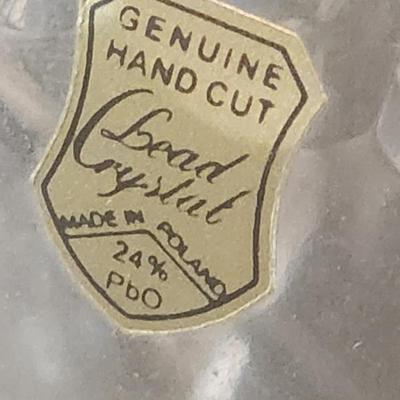 GENUINE
HAND CUT
Lead
Crystal
MADE IN POLAND
24%
PbO